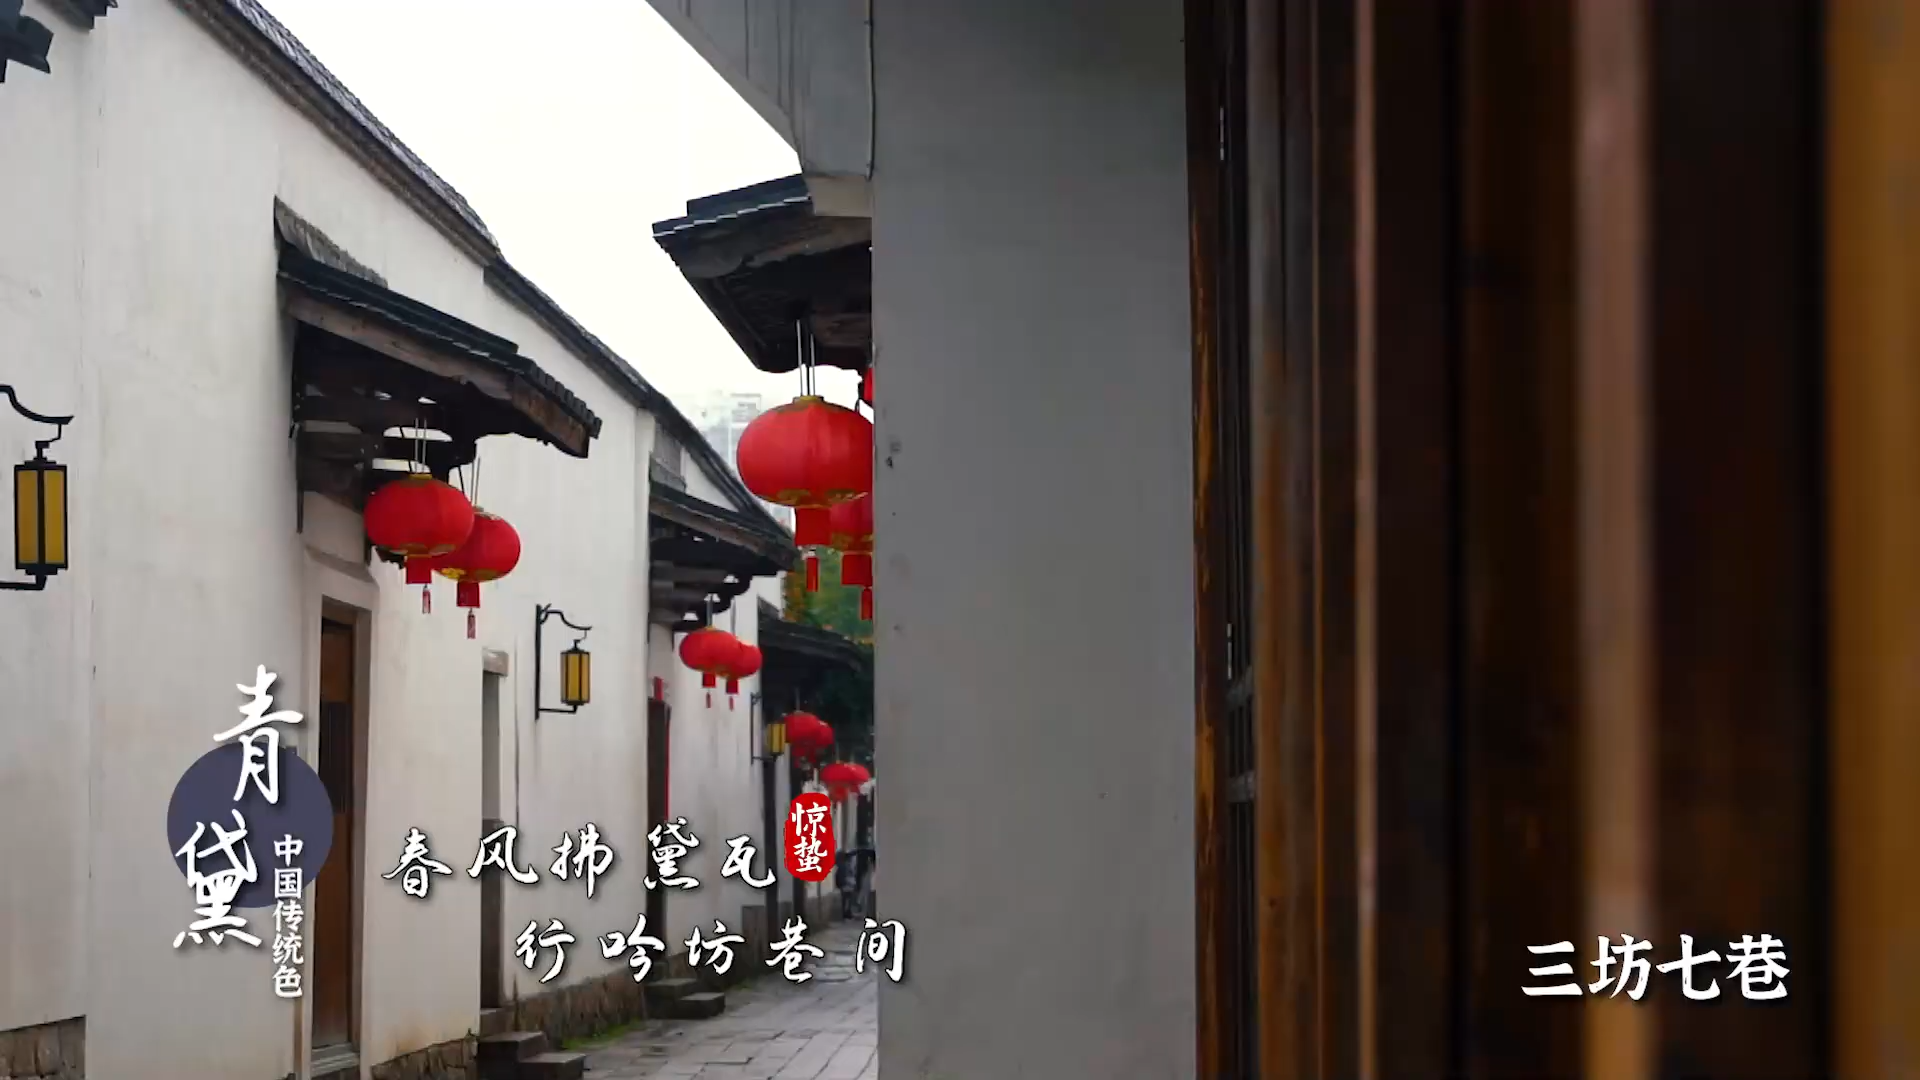 青黛
中国传统色
春风拂黛瓦
惊蛰
行吟坊巷间
三坊七巷